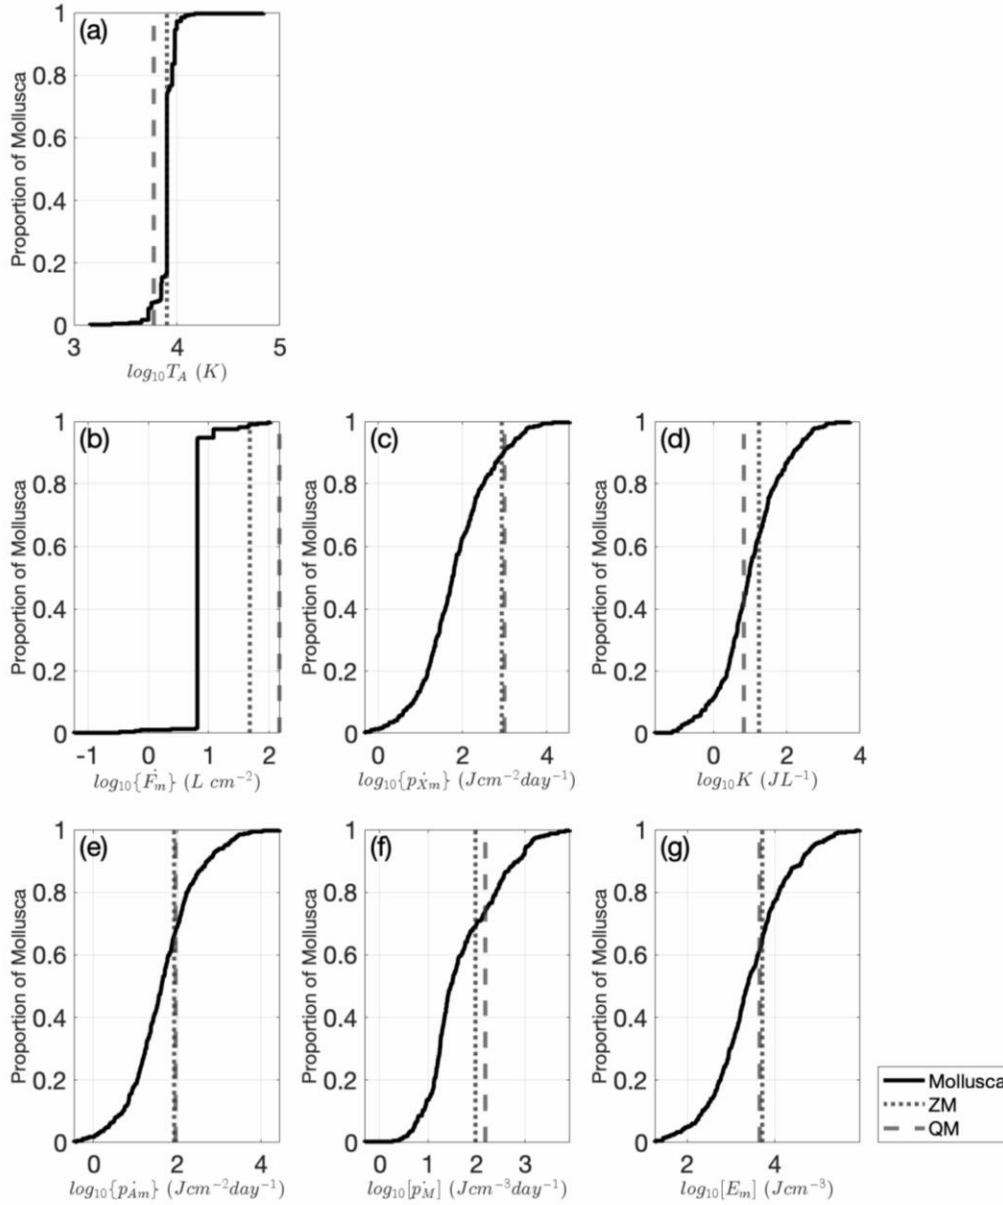 (a)
Proportion of Mollusca
1
0.8
0.6
0.4
0.2
0
3 4 5
log10T_A (K)
(b)
Proportion of Mollusca
1
0.8
0.6
0.4
0.2
0
-1 0 1 2
log10{Ḟm} (L cm⁻²)
(c)
Proportion of Mollusca
1
0.8
0.6
0.4
0.2
0
0 2 4
log10{ṗXm} (Jcm⁻²day⁻¹)
(d)
Proportion of Mollusca
1
0.8
0.6
0.4
0.2
0
0 2 4
log10K (JL⁻¹)
(e)
Proportion of Mollusca
1
0.8
0.6
0.4
0.2
0
0 2 4
log10{ṗAm} (Jcm⁻²day⁻¹)
(f)
Proportion of Mollusca
1
0.8
0.6
0.4
0.2
0
0 1 2 3
log10[ṗM] (Jcm⁻³day⁻¹)
(g)
Proportion of Mollusca
1
0.8
0.6
0.4
0.2
0
2 4
log10[Em] (Jcm⁻³)
Mollusca
ZM
QM